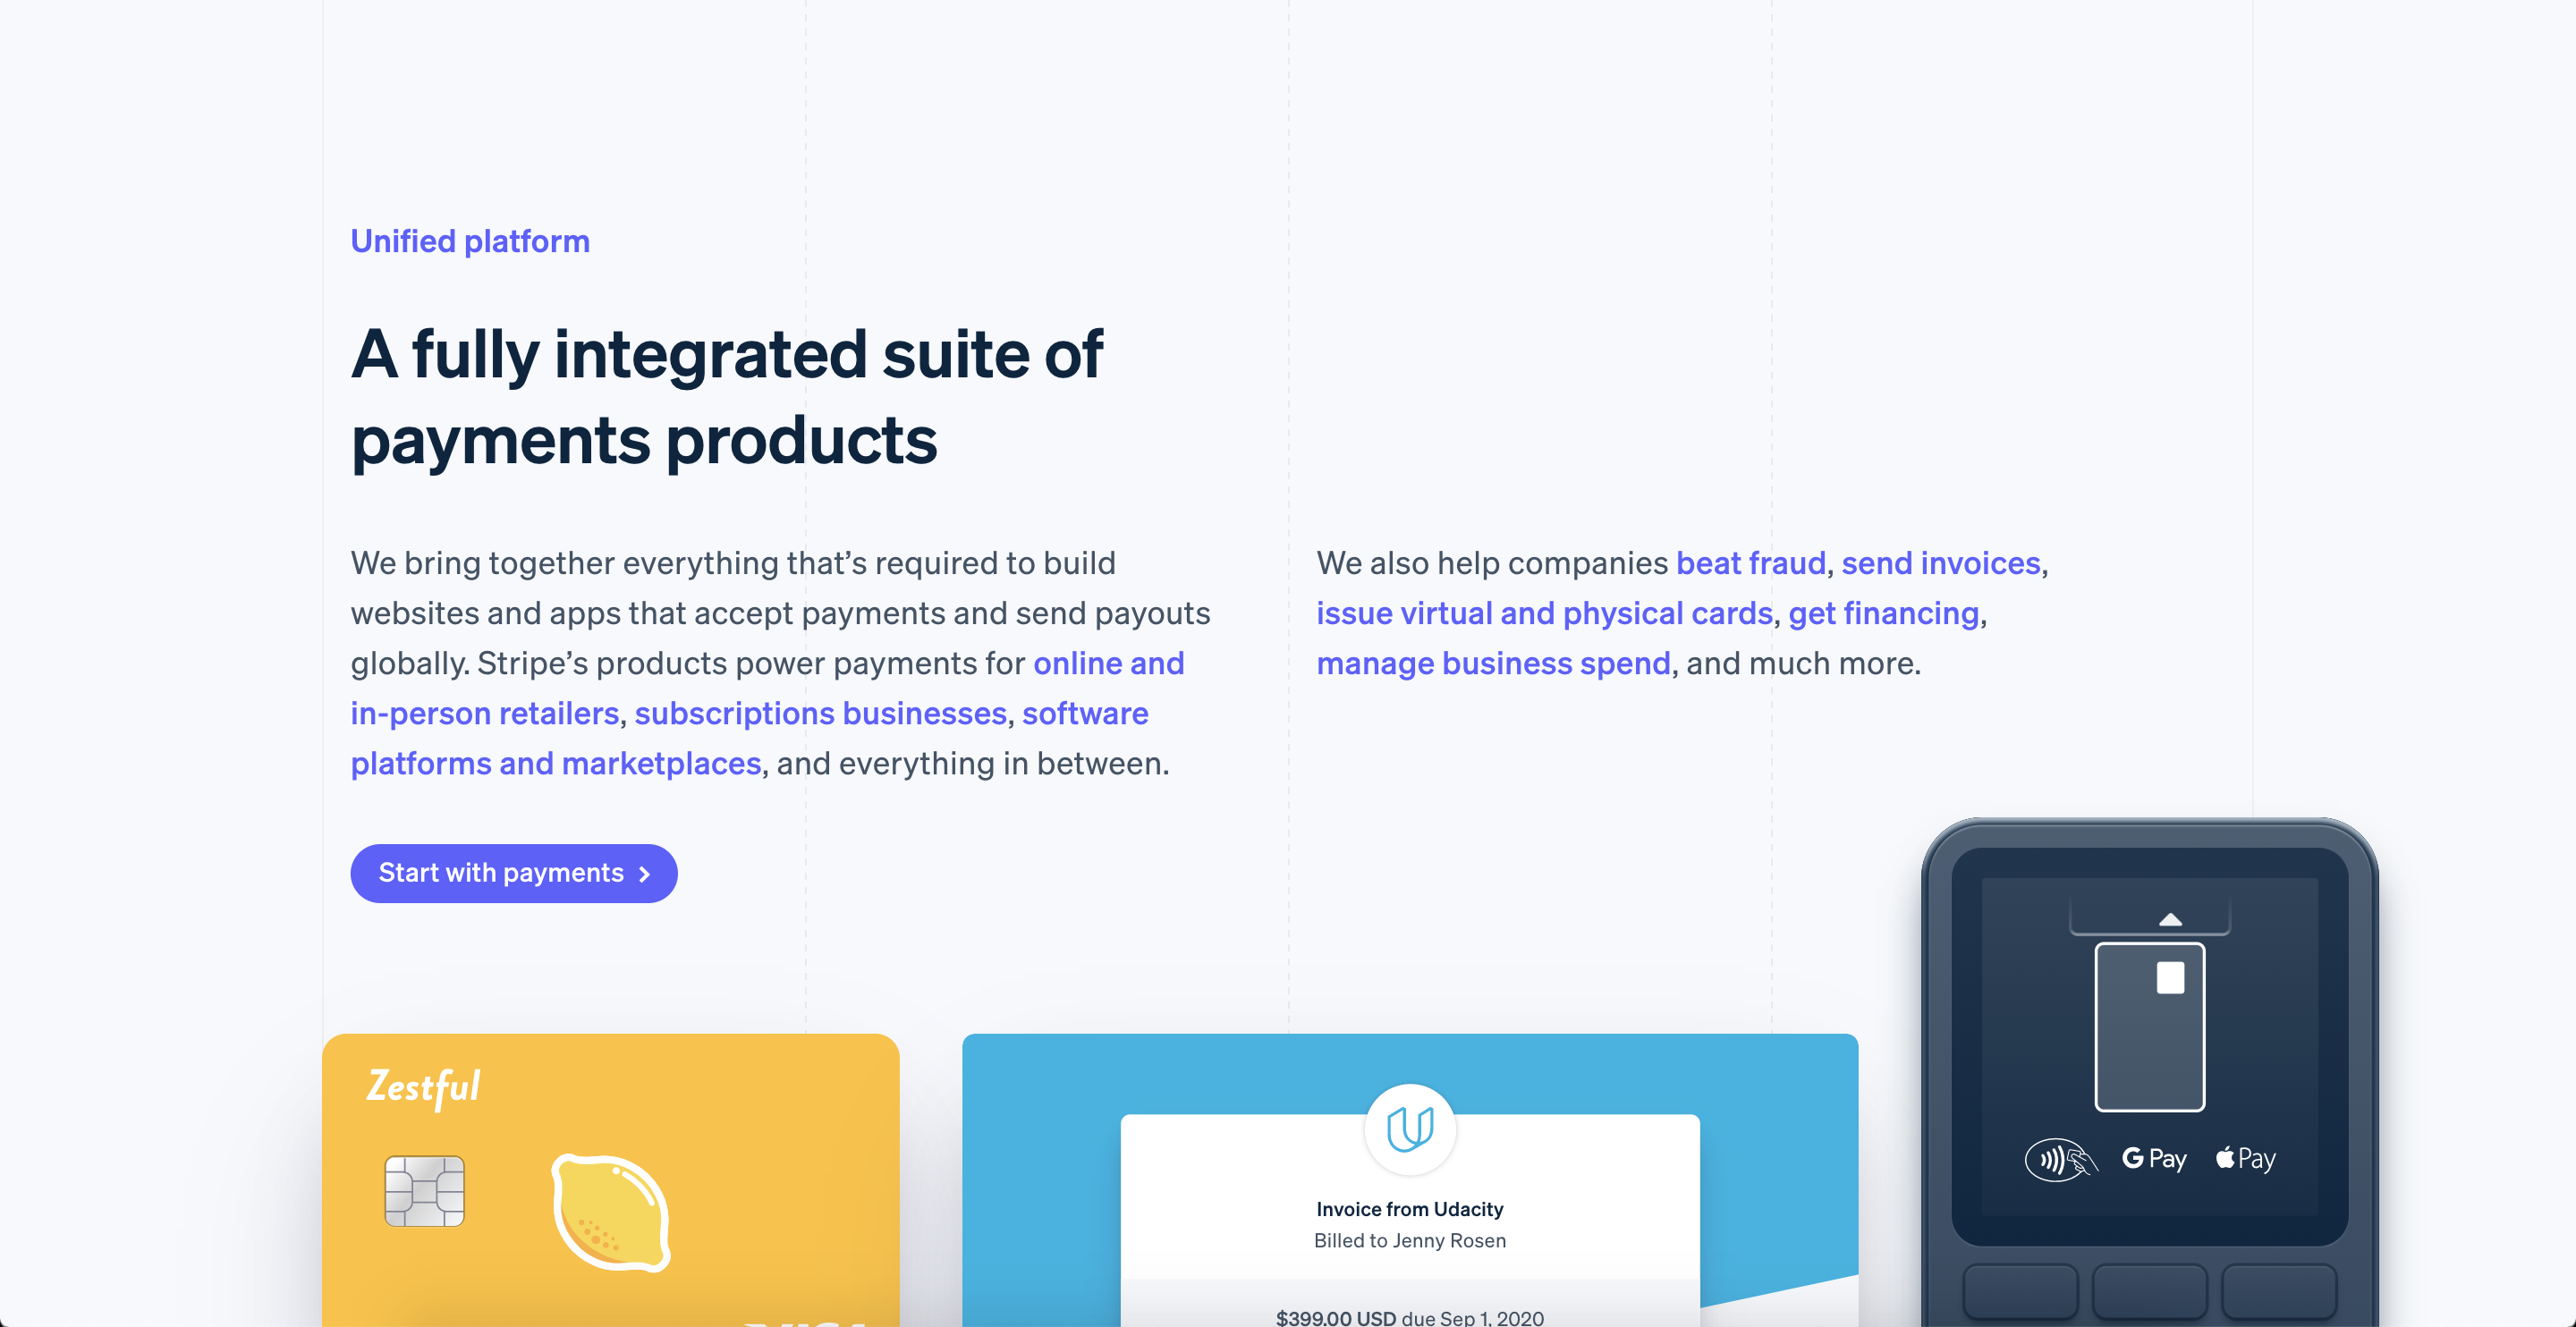 Unified platform
A fully integrated suite of
payments products
We bring together everything that’s required to build
websites and apps that accept payments and send payouts
globally. Stripe’s products power payments for online and
in-person retailers, subscriptions businesses, software
platforms and marketplaces, and everything in between.
We also help companies beat fraud, send invoices,
issue virtual and physical cards, get financing,
manage business spend, and much more.
Start with payments
Zestful
VISA
Invoice from Udacity
Billed to Jenny Rosen
$399.00 USD due Sep 1, 2020
G Pay
Pay